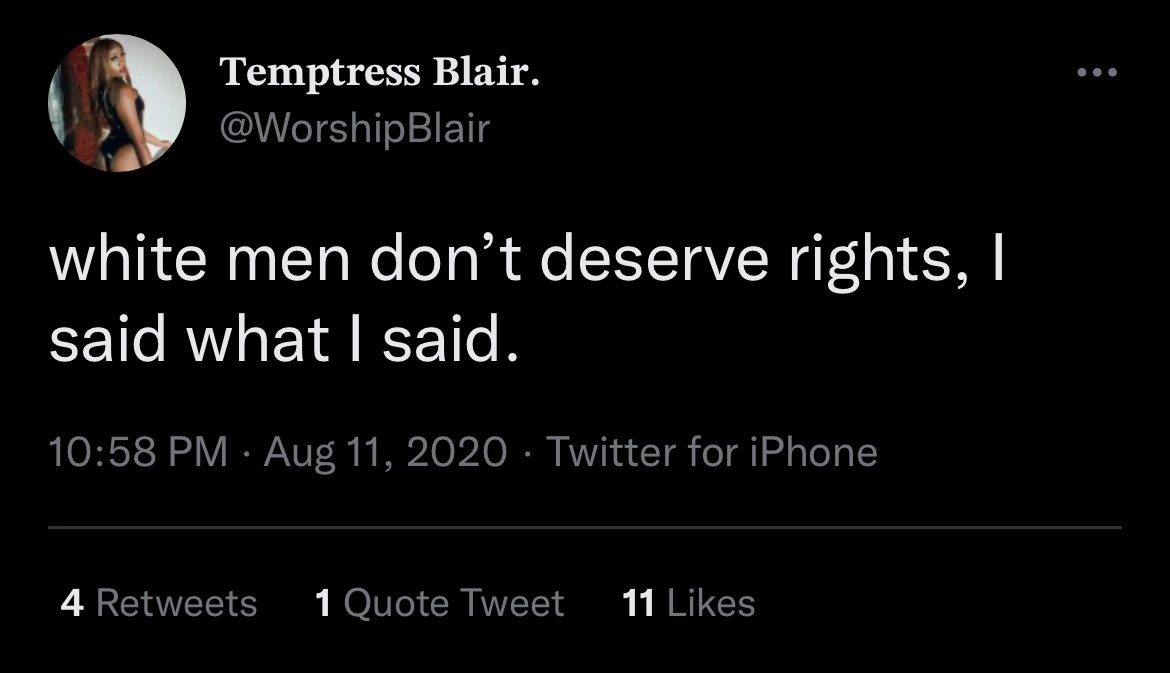 Temptress Blair.
@WorshipBlair
white men don’t deserve rights, I
said what I said.
10:58 PM · Aug 11, 2020 · Twitter for iPhone
4 Retweets 1 Quote Tweet 11 Likes